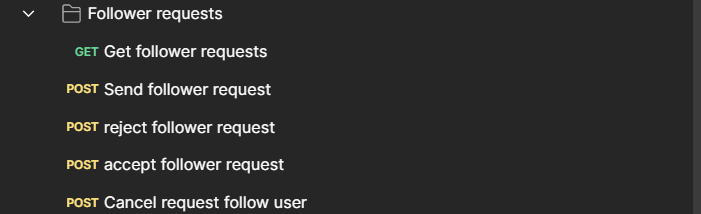 Follower requests
GET Get follower requests
POST Send follower request
POST reject follower request
POST accept follower request
POST Cancel request follow user